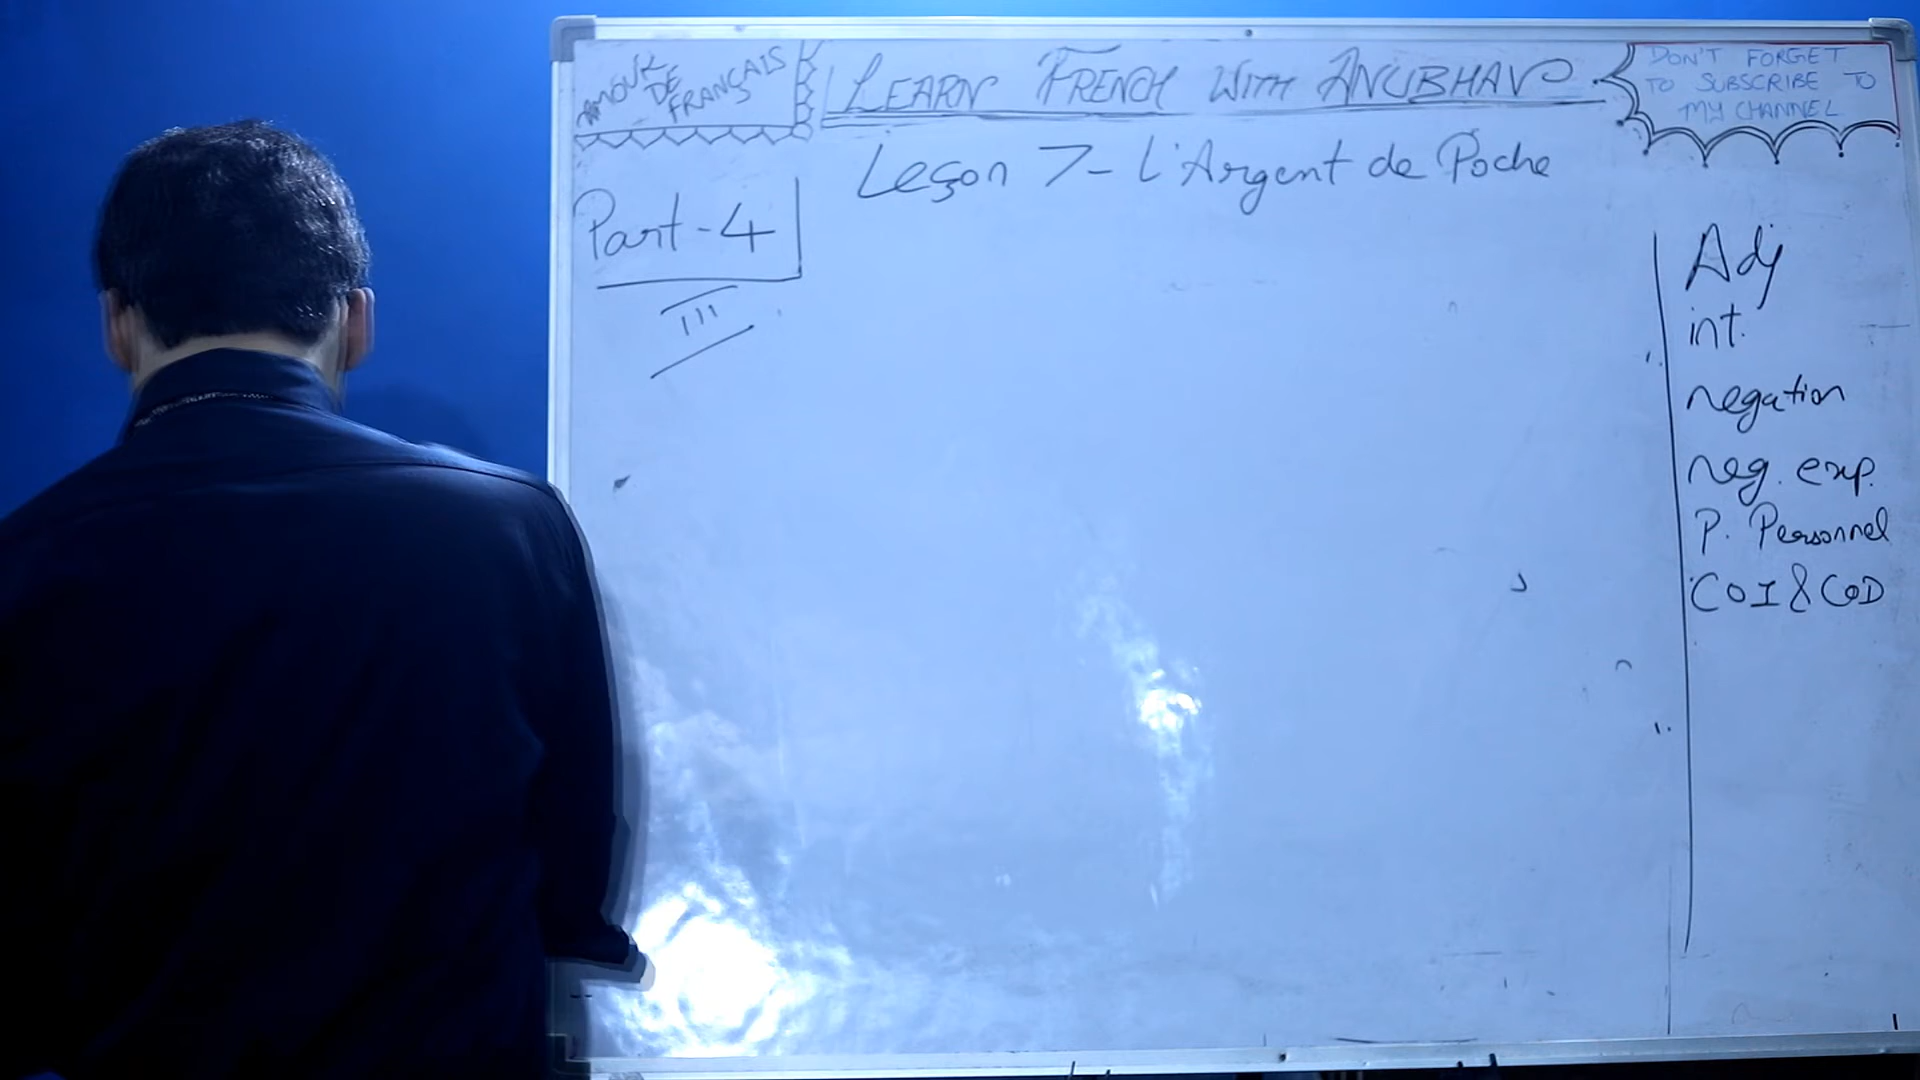 AMOUR
DE
FRANÇAIS
LEARN FRENCH WITH ANUBHAV
DON'T FORGET
TO SUBSCRIBE TO
MY CHANNEL
Leçon 7- L'Argent de Poche
Part-4
III
Adj
int.
negation
neg. exp.
P. Personnel
COI & COD